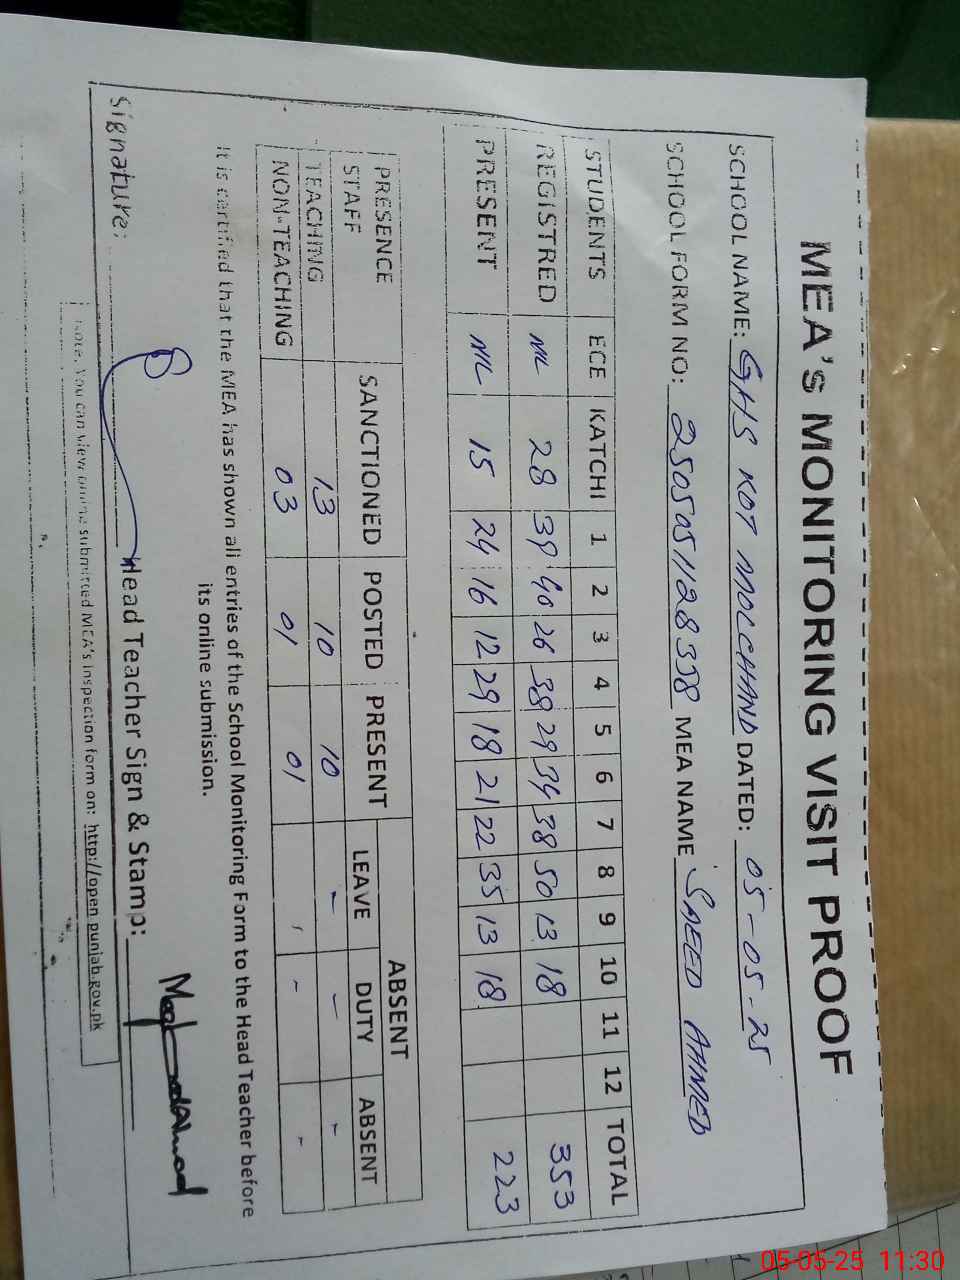 MEA's MONITORING VISIT PROOF
SCHOOL NAME: GHS KOT MOLCHAND DATED: 05-05-25
SCHOOL FORM NO: 2505051128338 MEA NAME SAEED AHMED
STUDENTS ECE KATCHI 1 2 3 4 5 6 7 8 9 10 11 12 TOTAL
REGISTRED NIL 28 39 40 26 38 29 34 38 50 13 18 353
PRESENT NIL 15 24 16 12 29 18 21 22 35 13 18 223
PRESENCE STAFF SANCTIONED POSTED PRESENT ABSENT
LEAVE DUTY ABSENT
TEACHING 13 10 10 - - -
NON-TEACHING 03 01 01 - - -
It is certified that the MEA has shown all entries of the School Monitoring Form to the Head Teacher before
its online submission.
Signature: Head Teacher Sign & Stamp:
Note. You can view online submitted MEA's inspection form on: http://open.punjab.gov.pk
05-05-25 11:30